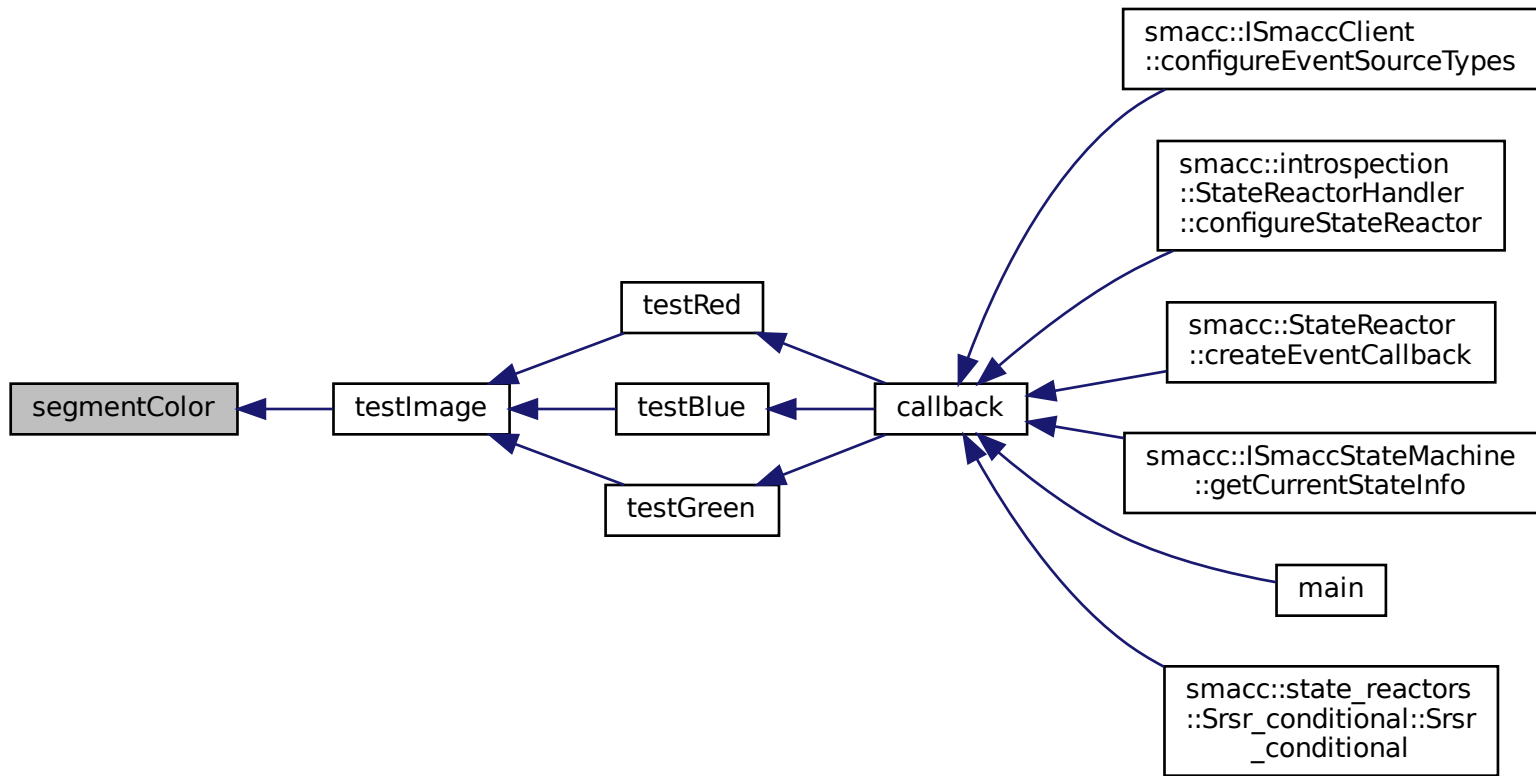 segmentColor
testImage
testRed
testBlue
testGreen
callback
smacc::ISmaccClient
::configureEventSourceTypes
smacc::introspection
::StateReactorHandler
::configureStateReactor
smacc::StateReactor
::createEventCallback
smacc::ISmaccStateMachine
::getCurrentStateInfo
main
smacc::state_reactors
::Srsr_conditional::Srsr
_conditional